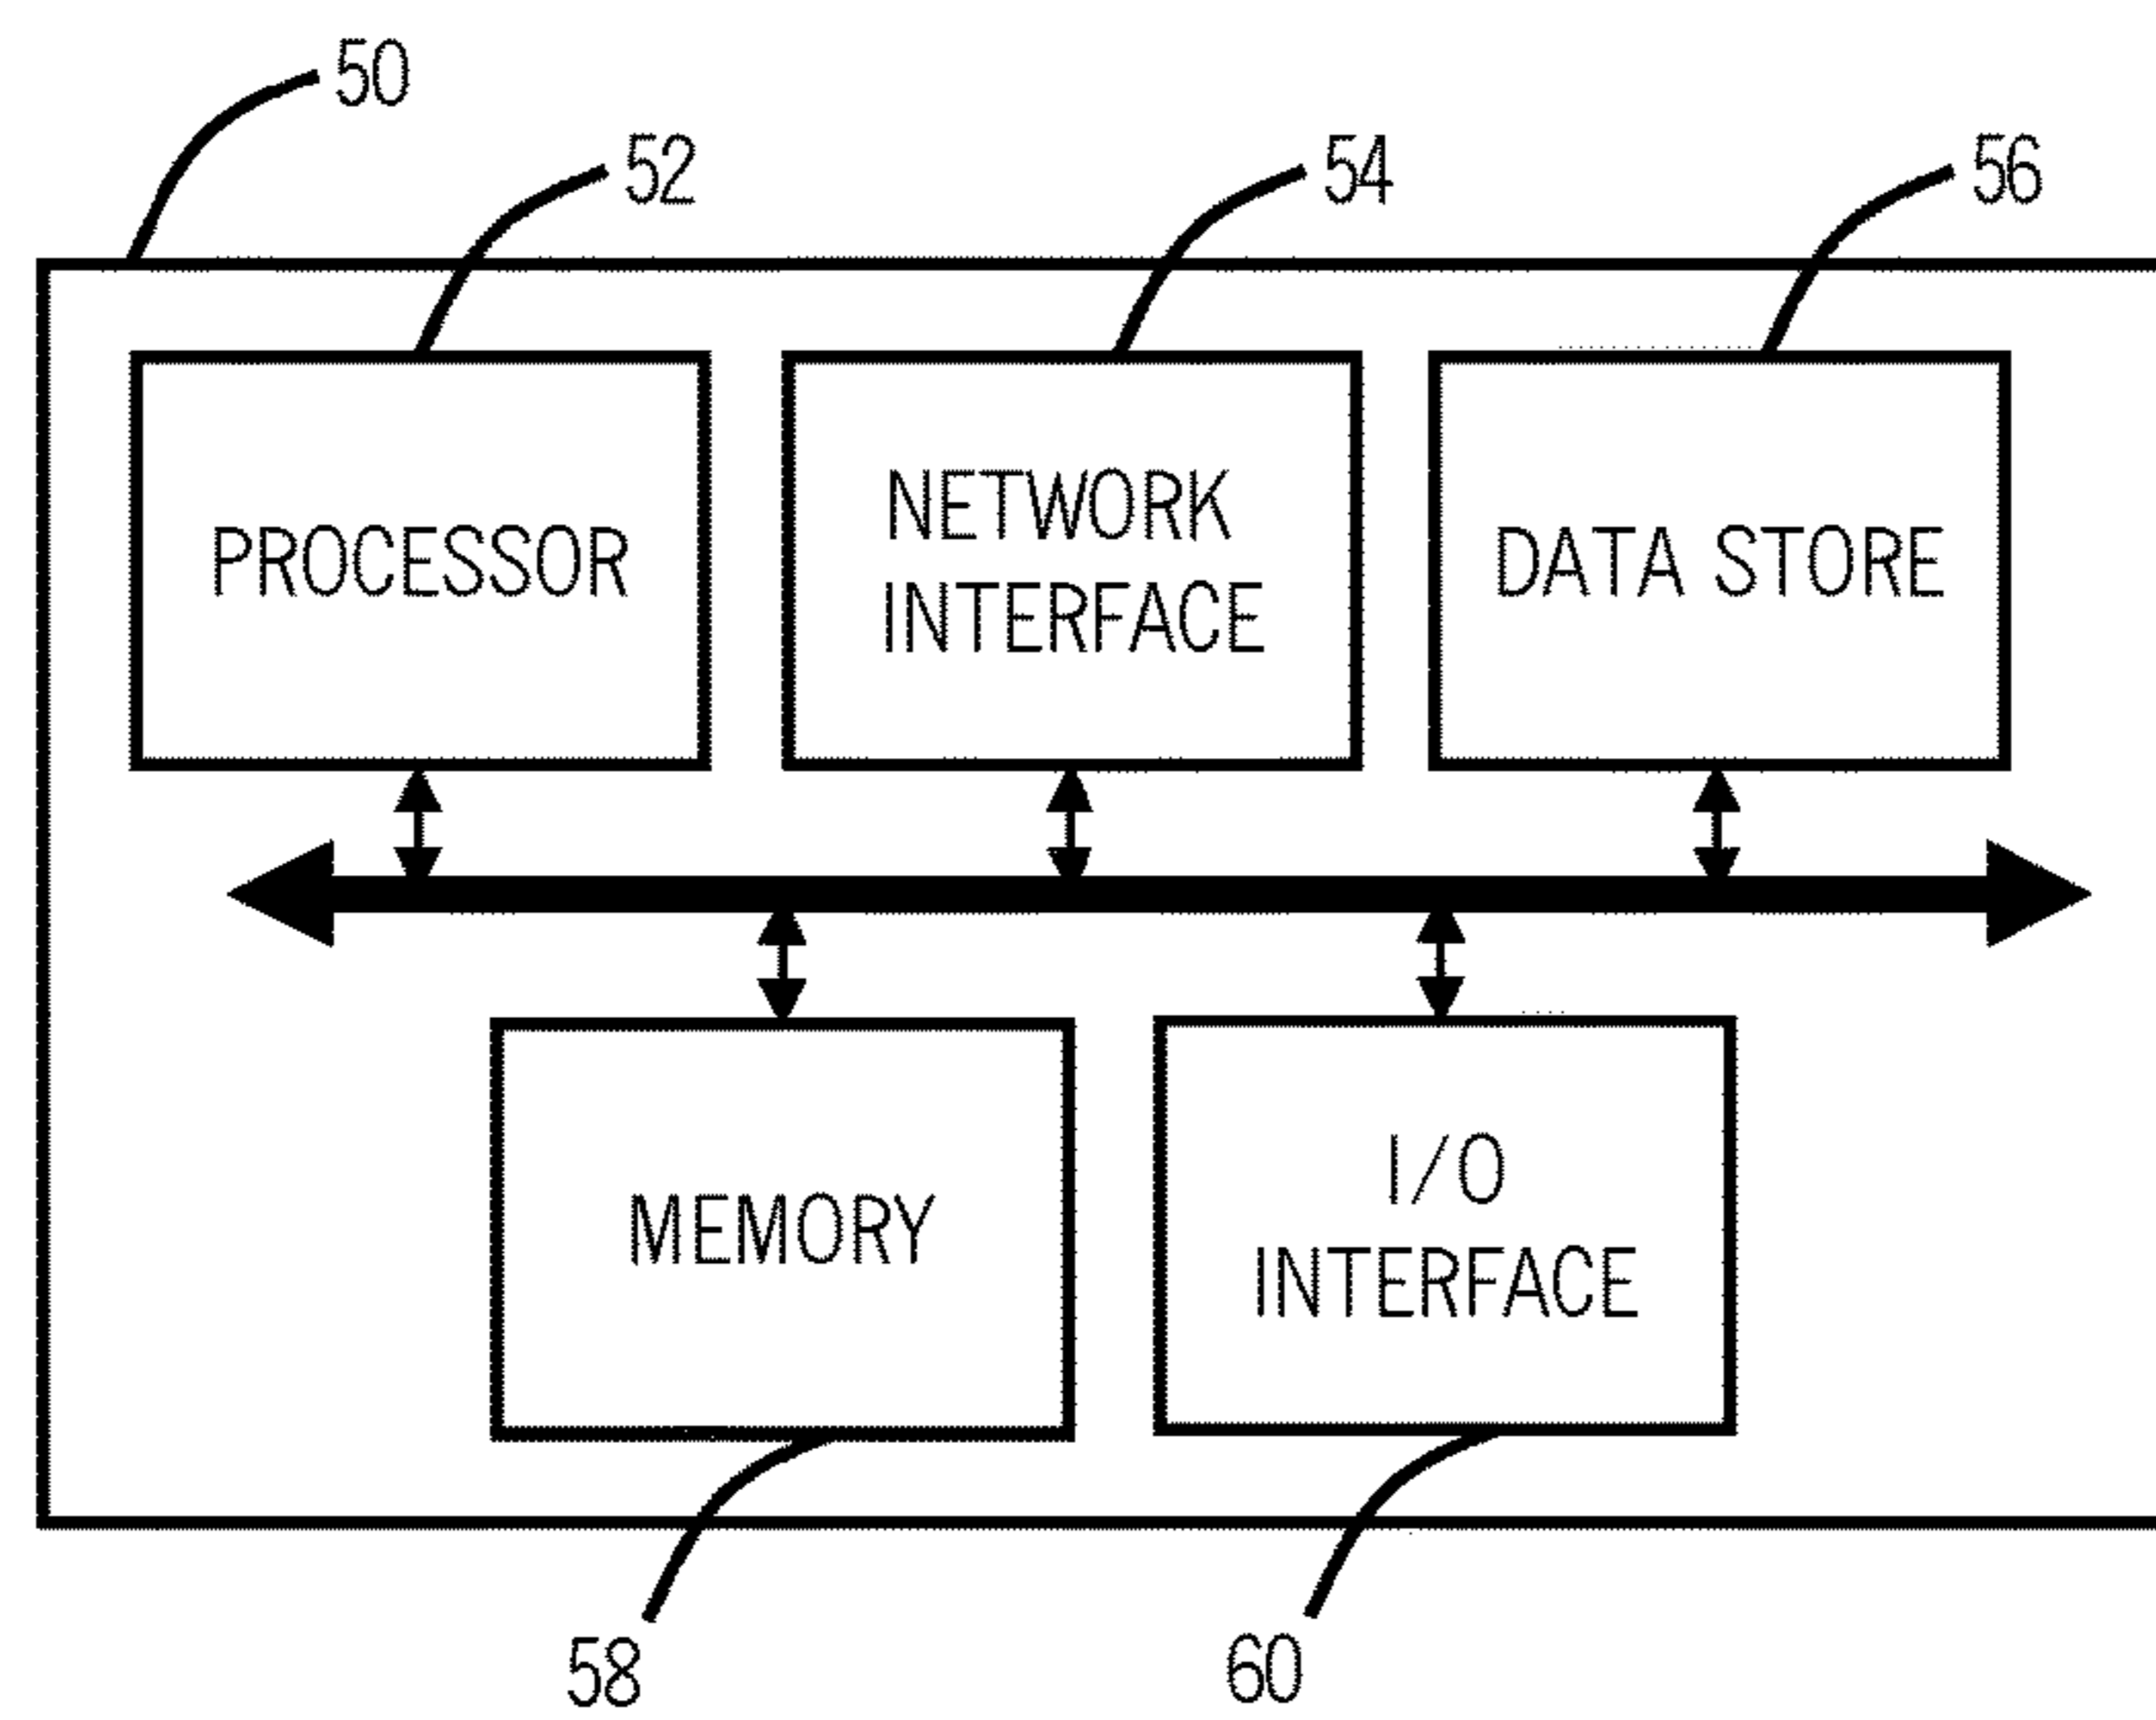 50
52
54
56
PROCESSOR
NETWORK
INTERFACE
DATA STORE
MEMORY
I/O
INTERFACE
58
60